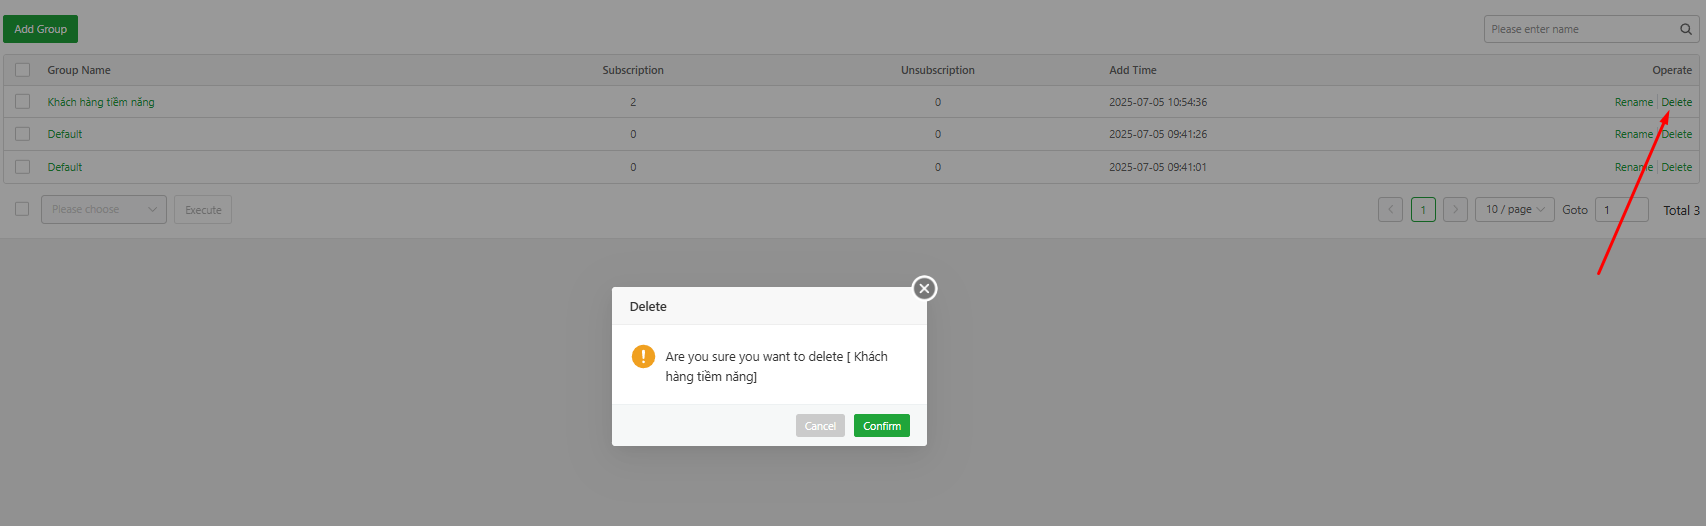 Add Group
Please enter name
Group Name Subscription Unsubscription Add Time Operate
Khách hàng tiềm năng 2 0 2025-07-05 10:54:36 Rename Delete
Default 0 0 2025-07-05 09:41:26 Rename Delete
Default 0 0 2025-07-05 09:41:01 Rename Delete
Please choose Execute 1 10 / page Goto 1 Total 3
Delete
Are you sure you want to delete [ Khách
hàng tiềm năng]
Cancel Confirm